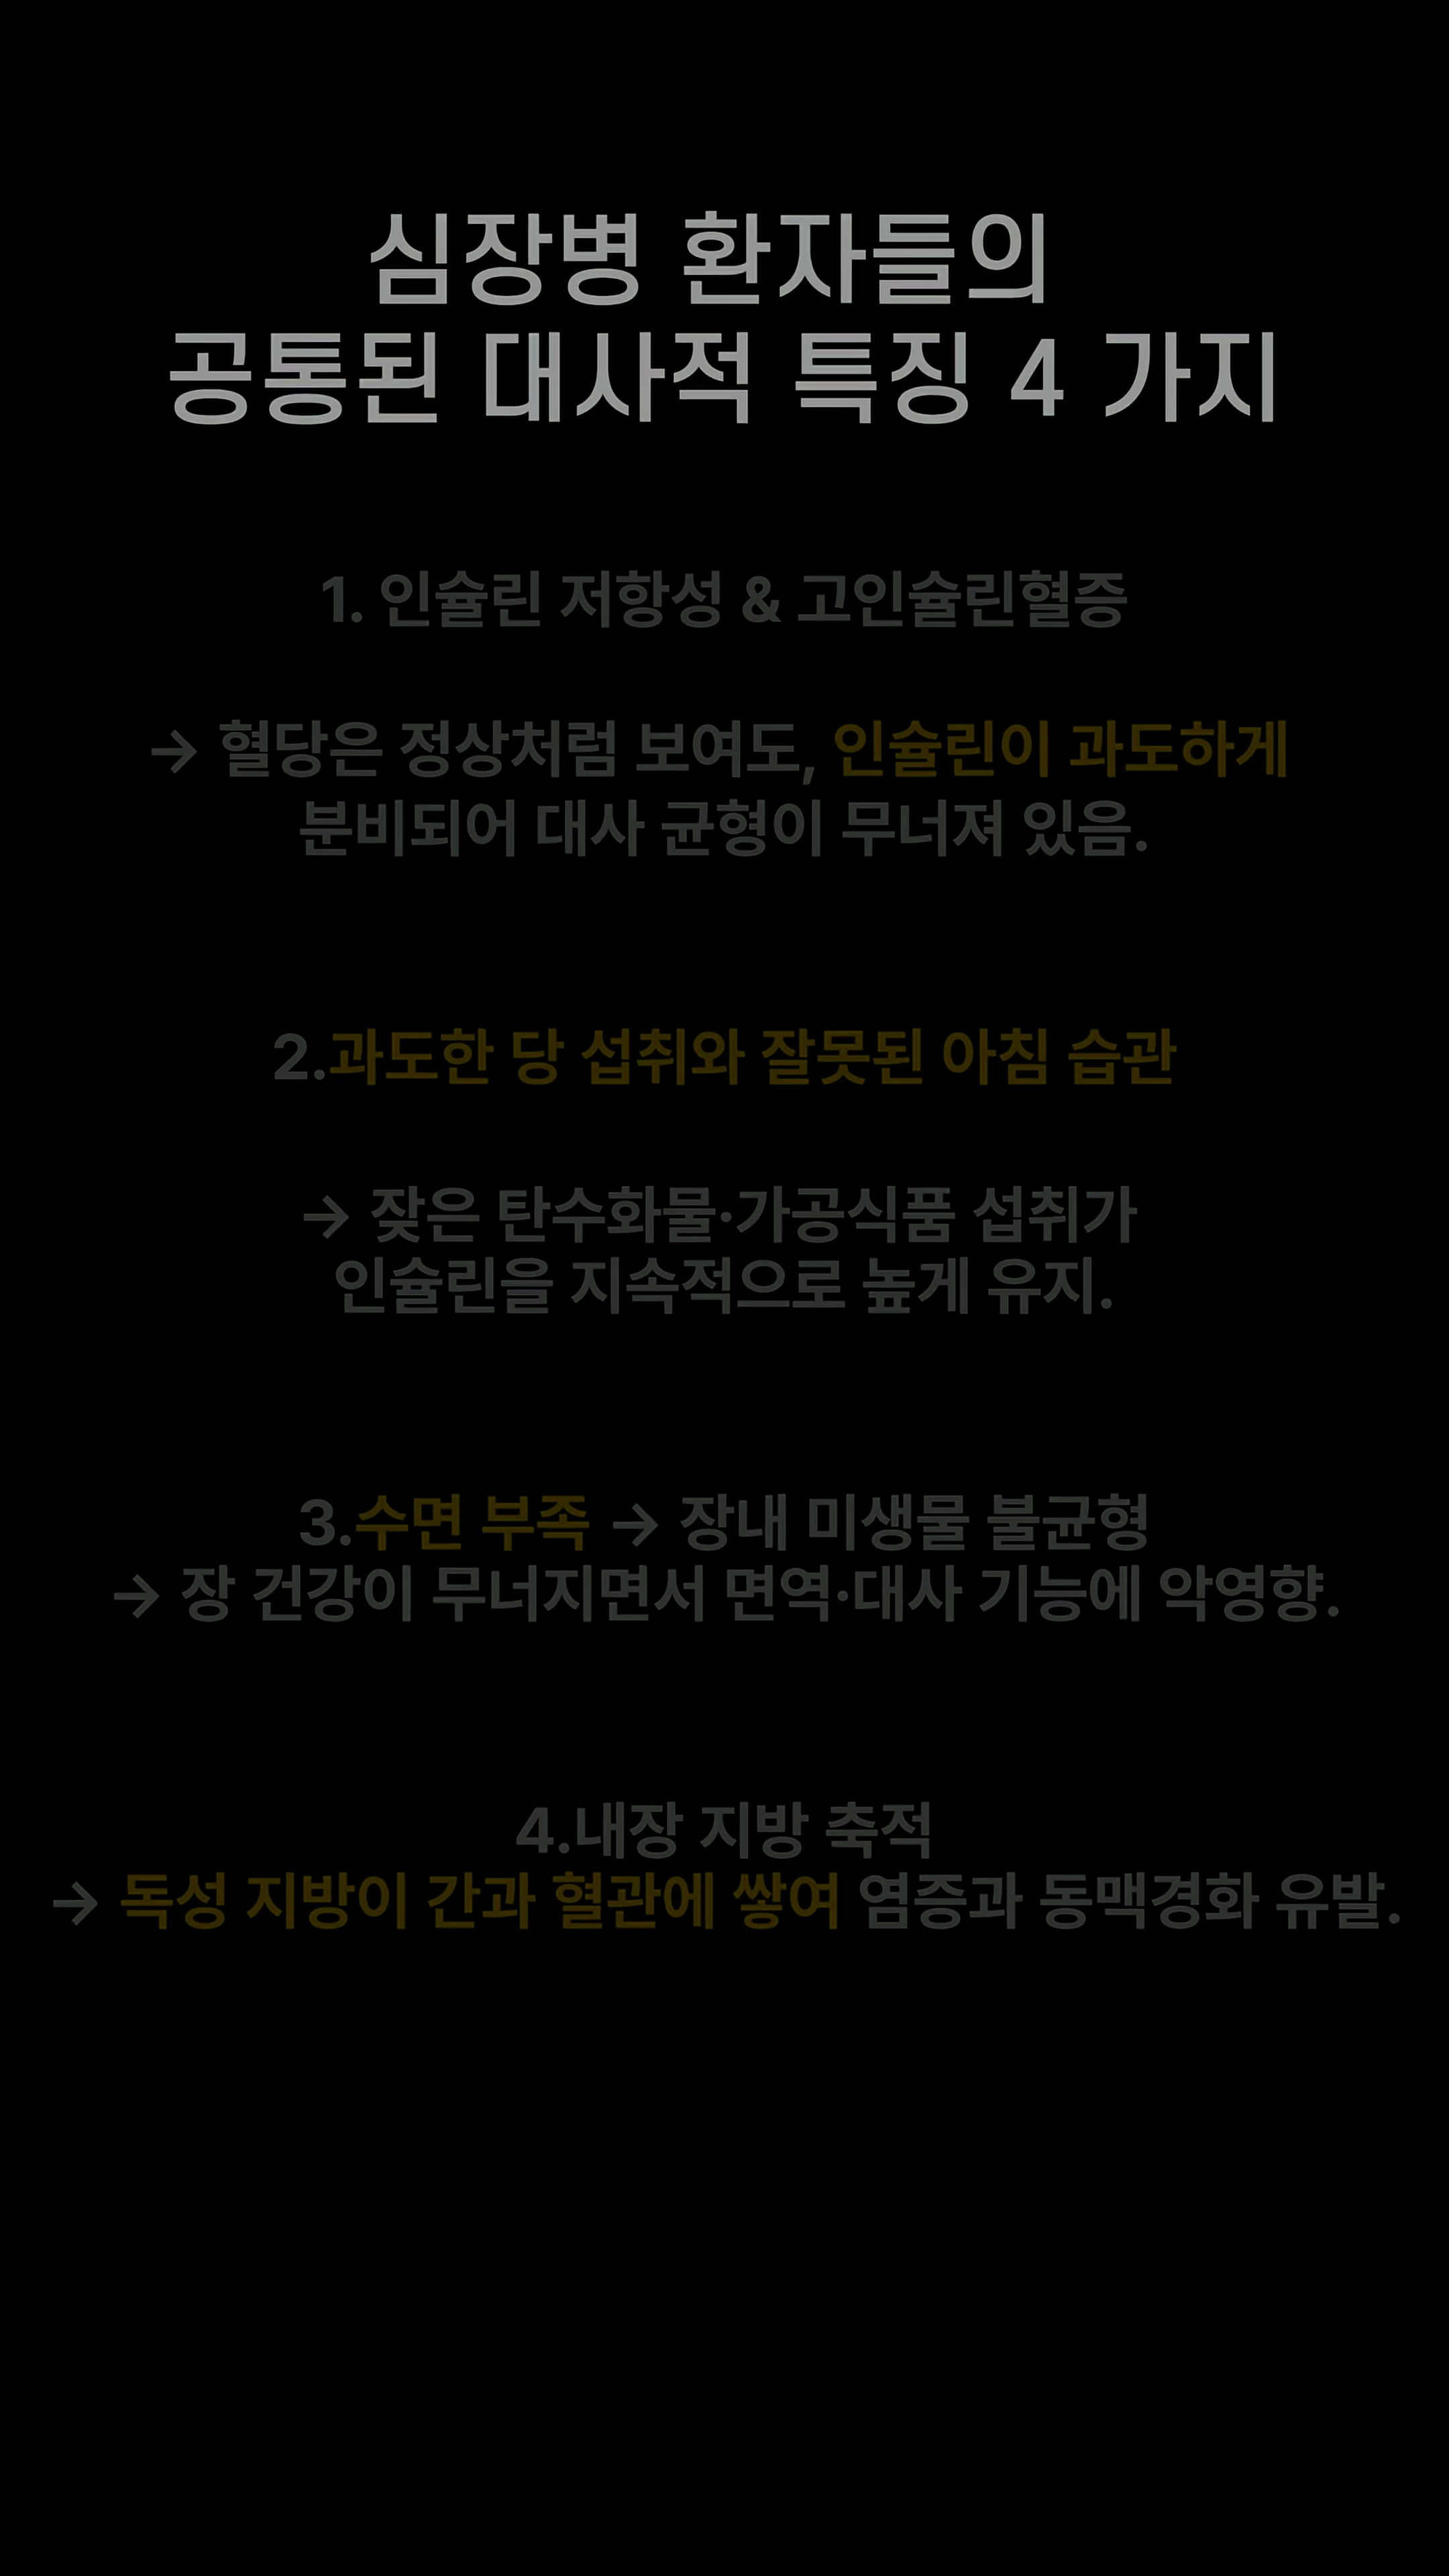 심장병 환자들의
공통된 대사적 특징 4 가지
1. 인슐린 저항성 & 고인슐린혈증
→ 혈당은 정상처럼 보여도, 인슐린이 과도하게
분비되어 대사 균형이 무너져 있음.
2.과도한 당 섭취와 잘못된 아침 습관
→ 잦은 탄수화물·가공식품 섭취가
인슐린을 지속적으로 높게 유지.
3.수면 부족 → 장내 미생물 불균형
→ 장 건강이 무너지면서 면역·대사 기능에 악영향.
4.내장 지방 축적
→ 독성 지방이 간과 혈관에 쌓여 염증과 동맥경화 유발.